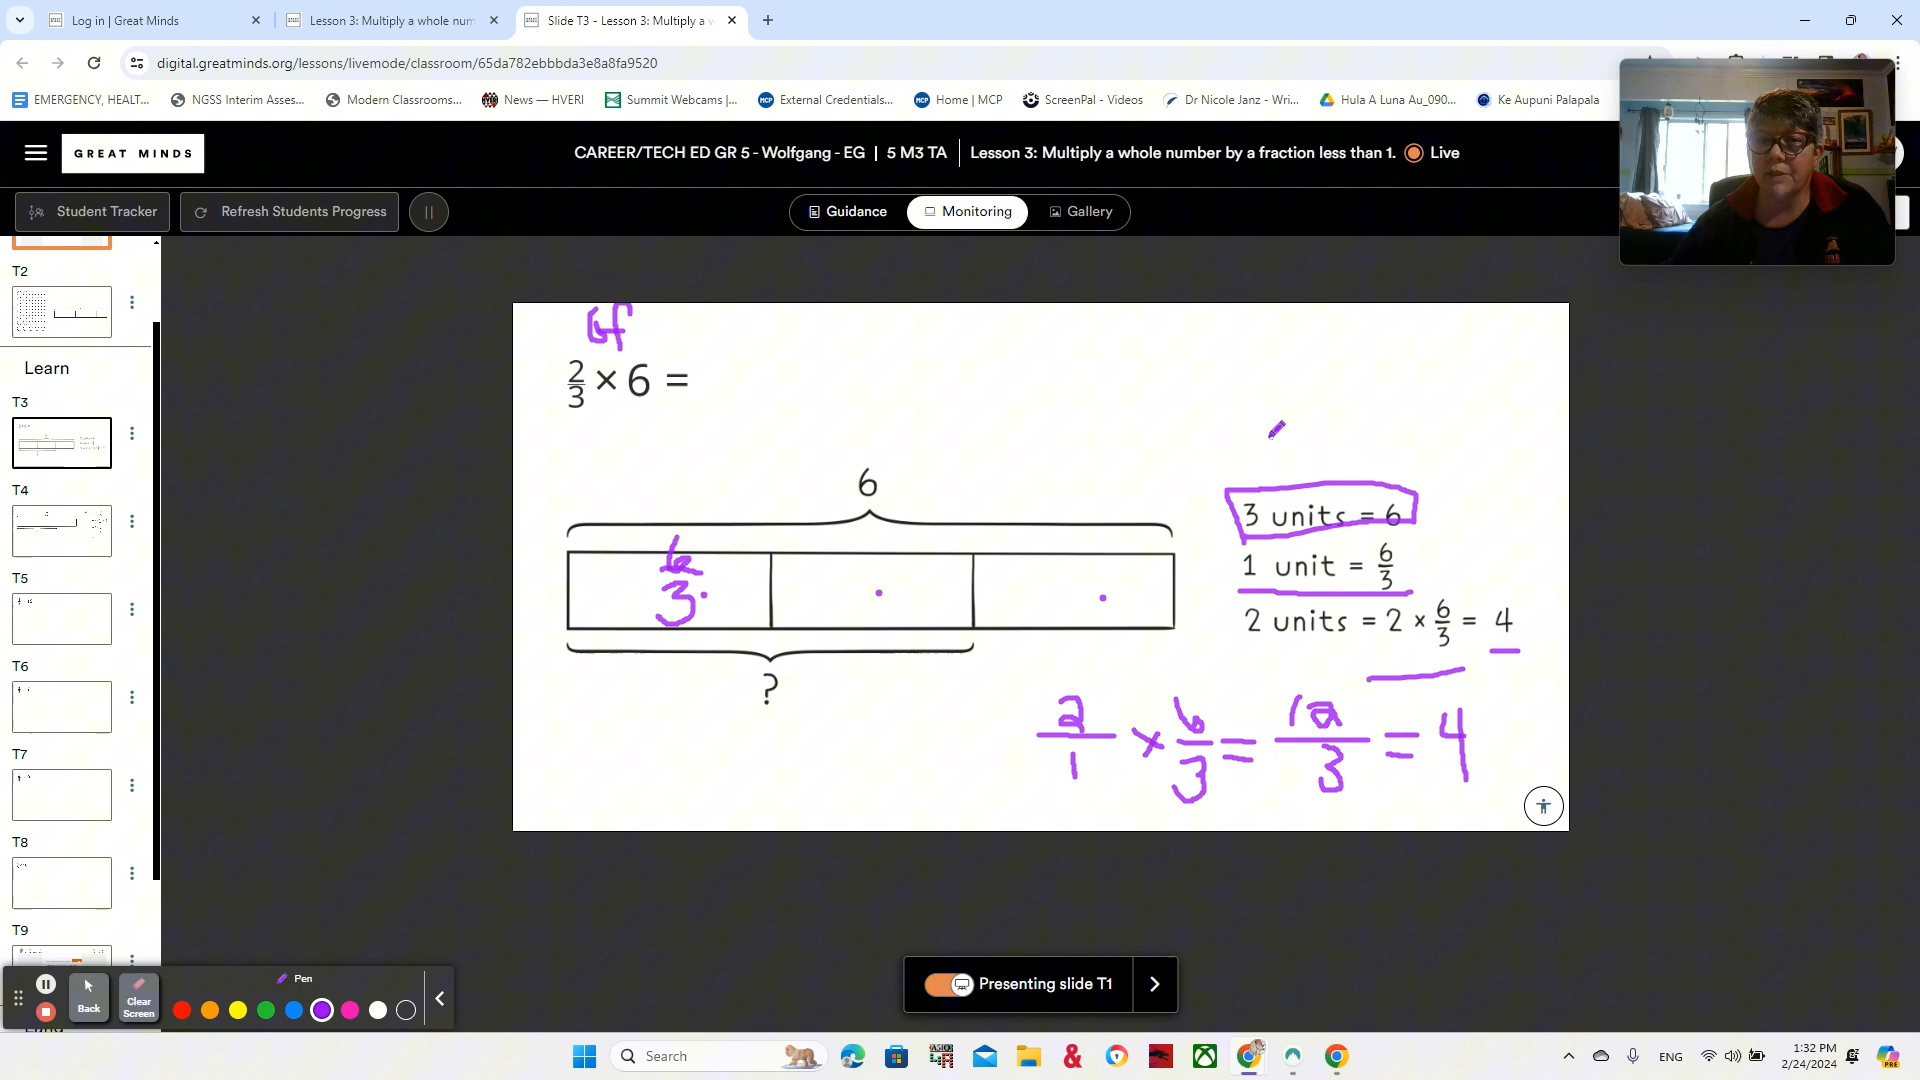 Log in | Great Minds
Lesson 3: Multiply a whole num
Slide T3 - Lesson 3: Multiply a w
digital.greatminds.org/lessons/livemode/classroom/65da782ebbbda3e8a8fa9520
EMERGENCY, HEALT...
NGSS Interim Asses...
Modern Classrooms...
News — HVERI
Summit Webcams |...
External Credentials...
Home | MCP
ScreenPal - Videos
Dr Nicole Janz - Wri...
Hula A Luna Au_090...
Ke Aupuni Palapala
GREAT MINDS
CAREER/TECH ED GR 5 - Wolfgang - EG | 5 M3 TA
Lesson 3: Multiply a whole number by a fraction less than 1.
Live
Student Tracker
Refresh Students Progress
Guidance
Monitoring
Gallery
T2
Learn
T3
T4
T5
T6
T7
T8
T9
of
2/3 × 6 =
6
6/3
?
3 units = 6
1 unit = 6/3
2 units = 2 × 6/3 = 4
2/1 × 6/3 = 12/3 = 4
Presenting slide T1
Pen
Back
Clear Screen
Search
ENG
1:32 PM
2/24/2024